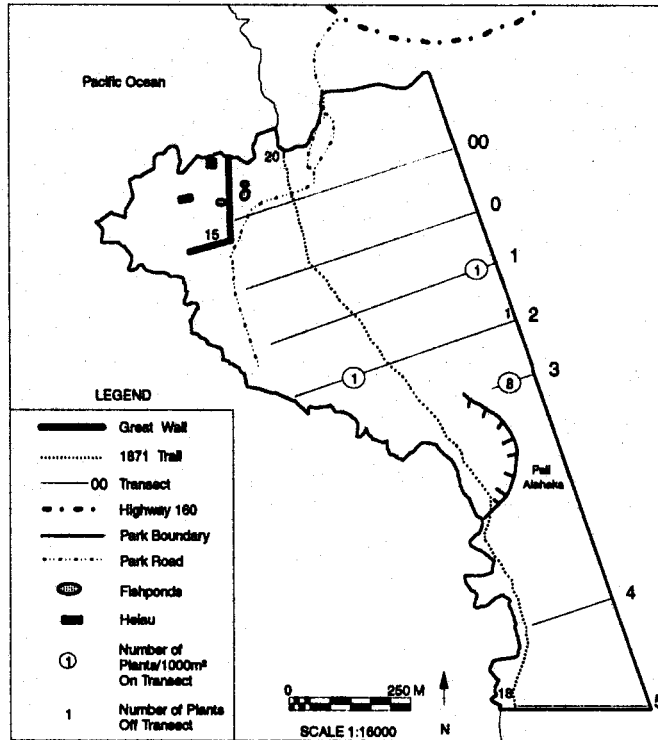 Pacific Ocean
20
00
0
15
1
1
1
2
1
3
8
LEGEND
Great Wall
1871 Trail
00 Transect
Highway 160
Park Boundary
Park Road
Fishponds
Heiau
1
Number of
Plants/1000m²
On Transect
1
Number of Plants
Off Transect
Pali
Alahaka
4
0 250 M
SCALE 1:16000
N
18
5